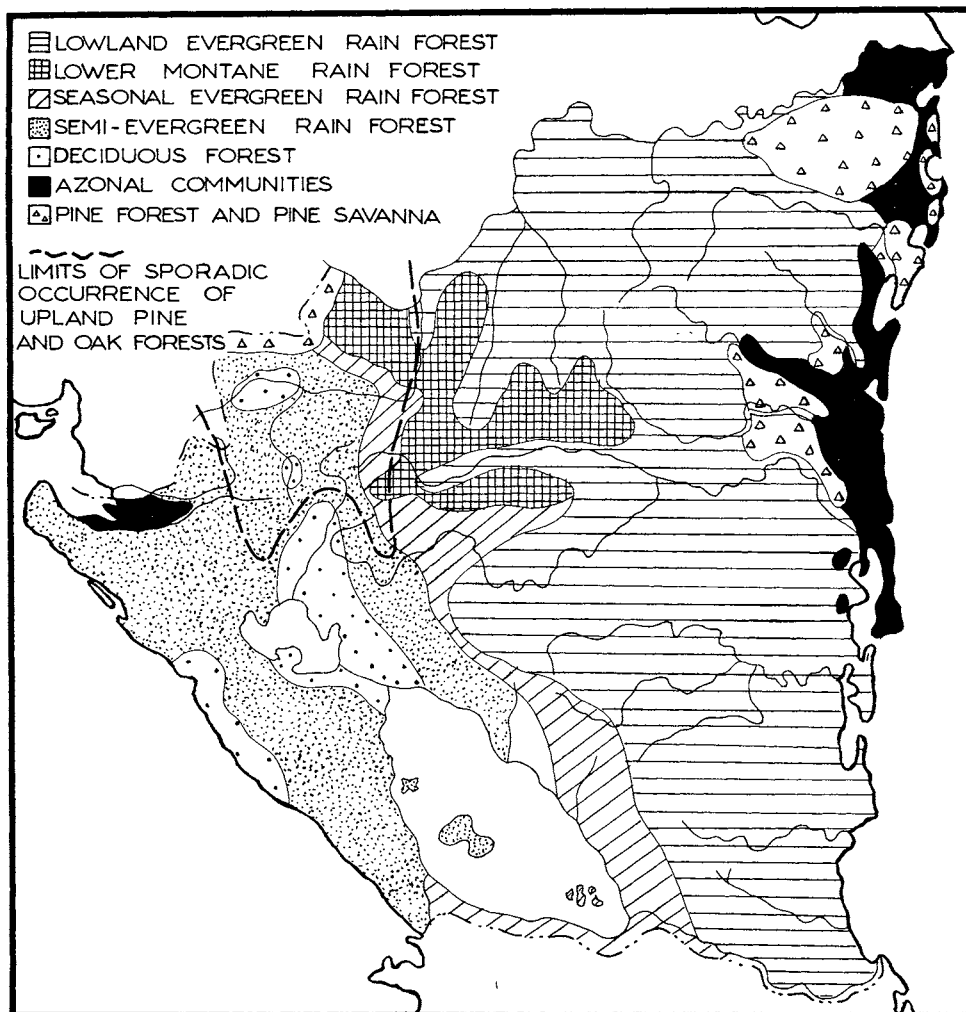 LOWLAND EVERGREEN RAIN FOREST
LOWER MONTANE RAIN FOREST
SEASONAL EVERGREEN RAIN FOREST
SEMI-EVERGREEN RAIN FOREST
DECIDUOUS FOREST
AZONAL COMMUNITIES
PINE FOREST AND PINE SAVANNA
LIMITS OF SPORADIC
OCCURRENCE OF
UPLAND PINE
AND OAK FORESTS